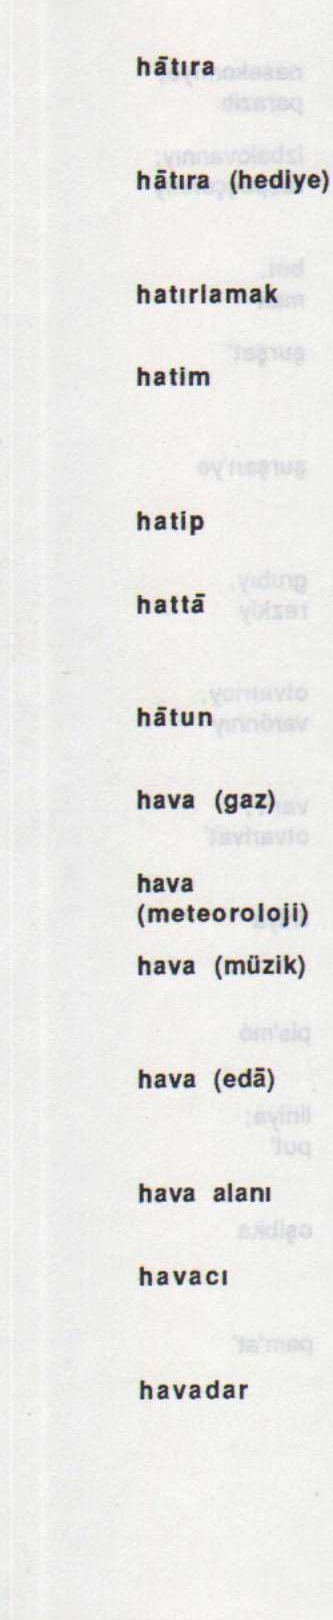 hātıra
hātıra (hediye)
hatırlamak
hatim
hatip
hattā
hātun
hava (gaz)
hava
(meteoroloji)
hava (müzik)
hava (edā)
hava alanı
havacı
havadar